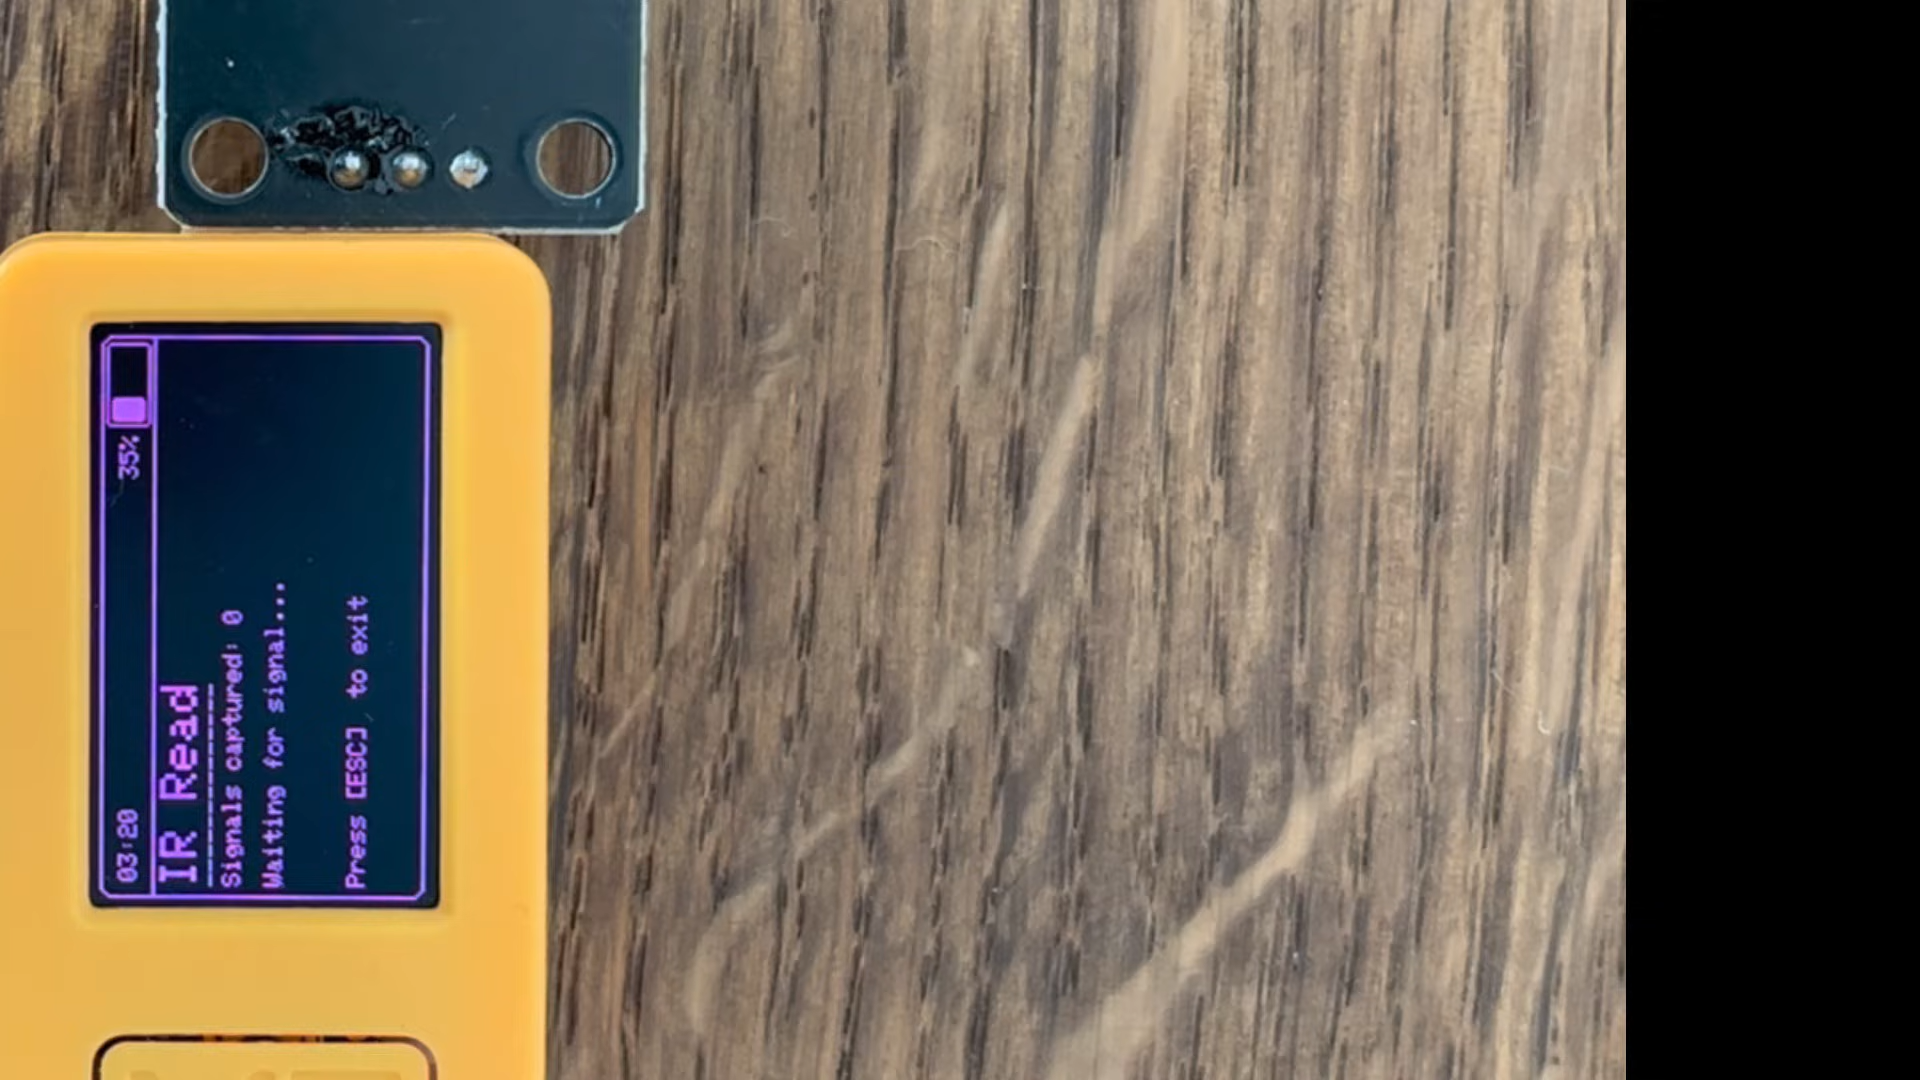 03:20 35%
IR Read
Signals captured: 0
Waiting for signal...
Press [ESC] to exit